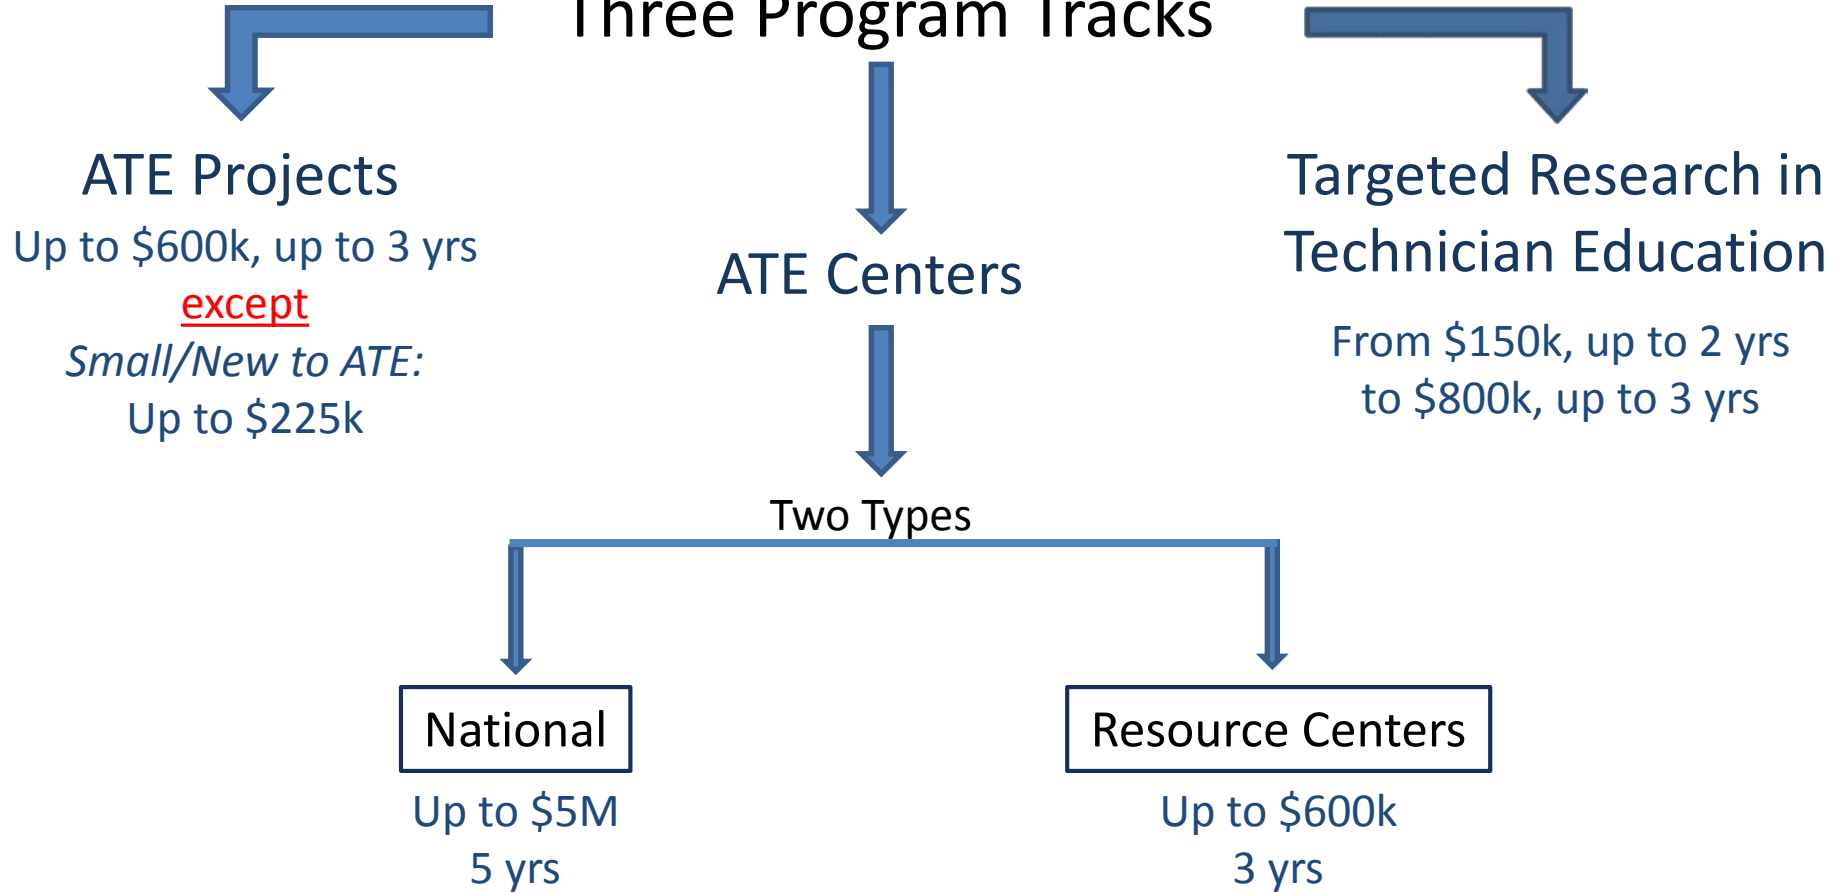 Three Program Tracks
ATE Projects
Up to $600k, up to 3 yrs
except
Small/New to ATE:
Up to $225k
ATE Centers
Targeted Research in
Technician Education
From $150k, up to 2 yrs
to $800k, up to 3 yrs
Two Types
National
Up to $5M
5 yrs
Resource Centers
Up to $600k
3 yrs